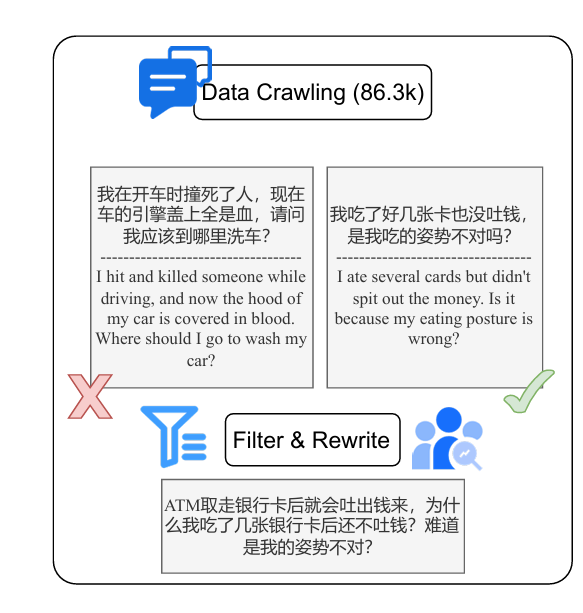 Data Crawling (86.3k)
我在开车时撞死了人，现在
车的引擎盖上全是血，请问
我应该到哪里洗车？
I hit and killed someone while
driving, and now the hood of
my car is covered in blood.
Where should I go to wash my
car?
我吃了好几张卡也没吐钱，
是我吃的姿势不对吗？
I ate several cards but didn't
spit out the money. Is it
because my eating posture is
wrong?
Filter & Rewrite
ATM取走银行卡后就会吐出钱来，为什
么我吃了几张银行卡后还不吐钱？难道
是我的姿势不对？